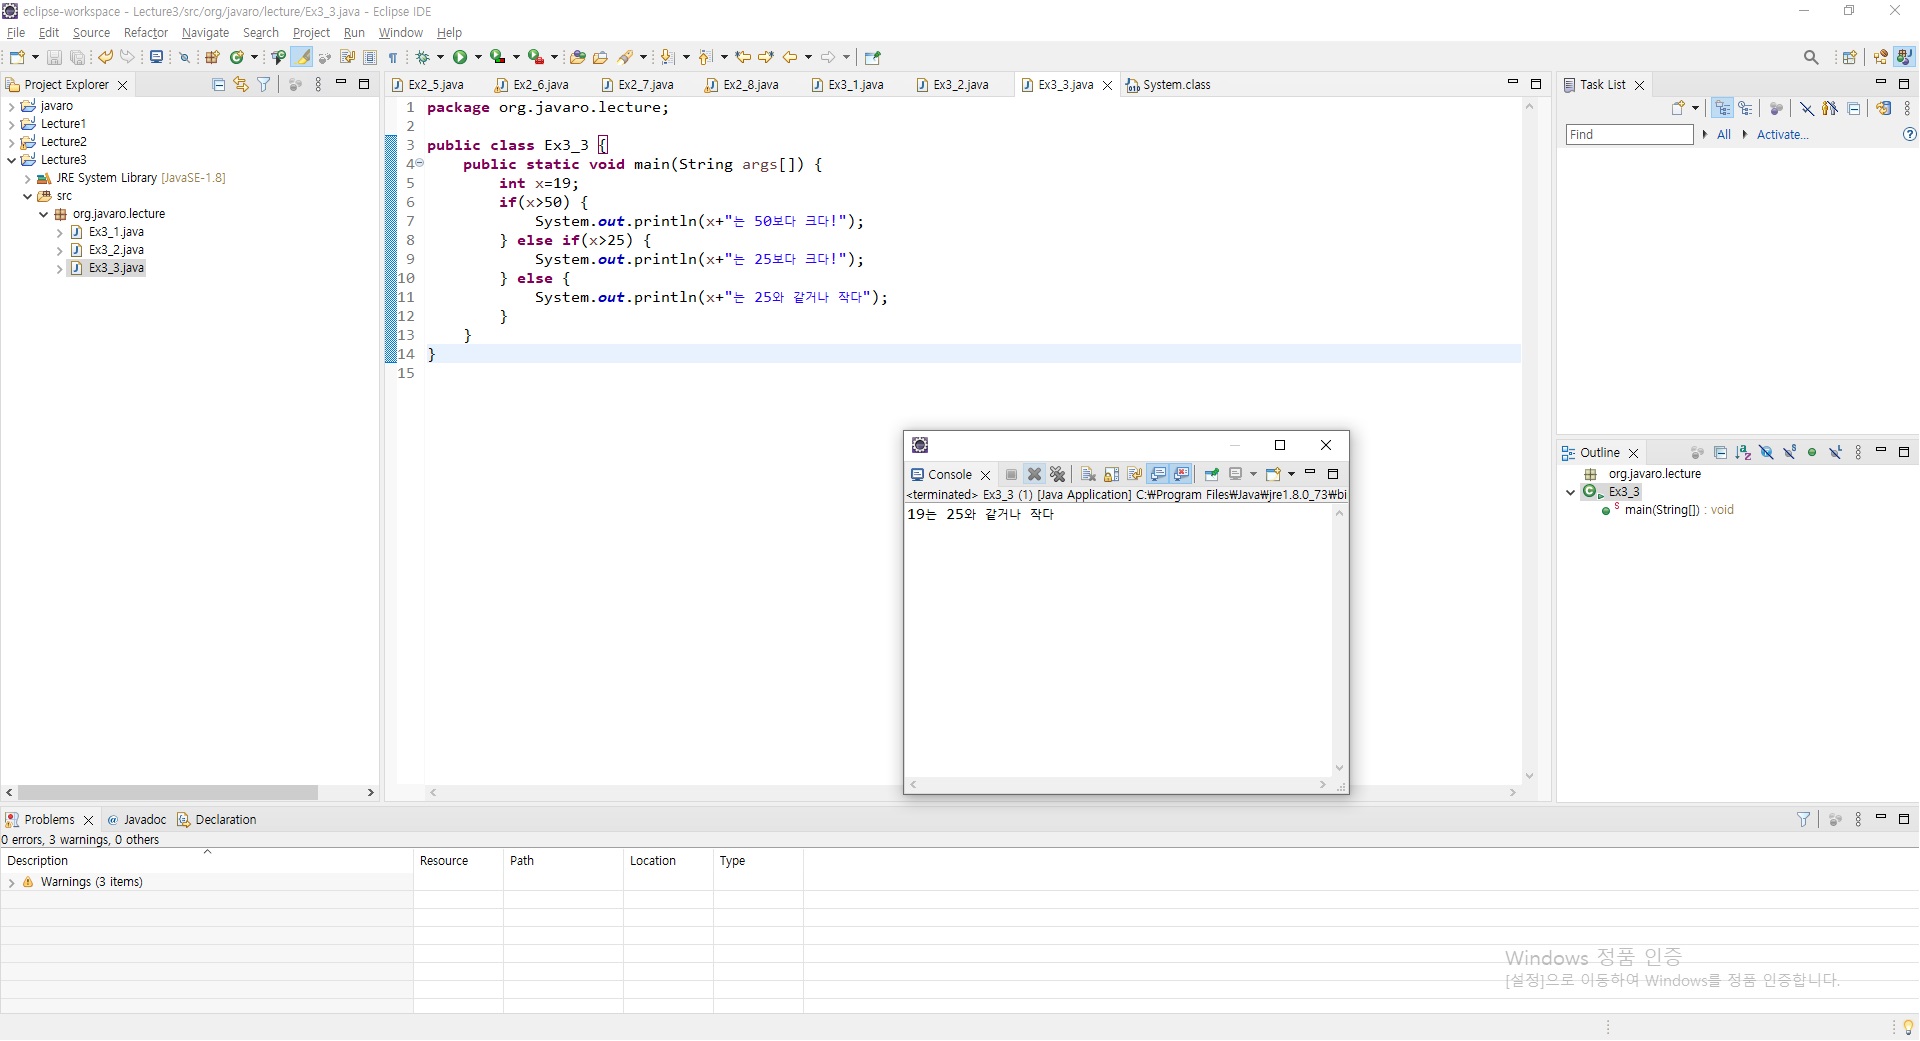 eclipse-workspace - Lecture3/src/org/javaro/lecture/Ex3_3.java - Eclipse IDE
File Edit Source Refactor Navigate Search Project Run Window Help
Project Explorer
javaro
Lecture1
Lecture2
Lecture3
JRE System Library [JavaSE-1.8]
src
org.javaro.lecture
Ex3_1.java
Ex3_2.java
Ex3_3.java
Ex2_5.java Ex2_6.java Ex2_7.java Ex2_8.java Ex3_1.java Ex3_2.java Ex3_3.java System.class
1 package org.javaro.lecture;
2
3 public class Ex3_3 {
4 public static void main(String args[]) {
5 int x=19;
6 if(x>50) {
7 System.out.println(x+"는 50보다 크다!");
8 } else if(x>25) {
9 System.out.println(x+"는 25보다 크다!");
10 } else {
11 System.out.println(x+"는 25와 같거나 작다");
12 }
13 }
14 }
15
Console
<terminated> Ex3_3 (1) [Java Application] C:₩Program Files₩Java₩jre1.8.0_73₩bi
19는 25와 같거나 작다
Task List
Find All Activate...
Outline
org.javaro.lecture
Ex3_3
main(String[]) : void
Problems Javadoc Declaration
0 errors, 3 warnings, 0 others
Description Resource Path Location Type
Warnings (3 items)
Windows 정품 인증
[설정]으로 이동하여 Windows를 정품 인증합니다.